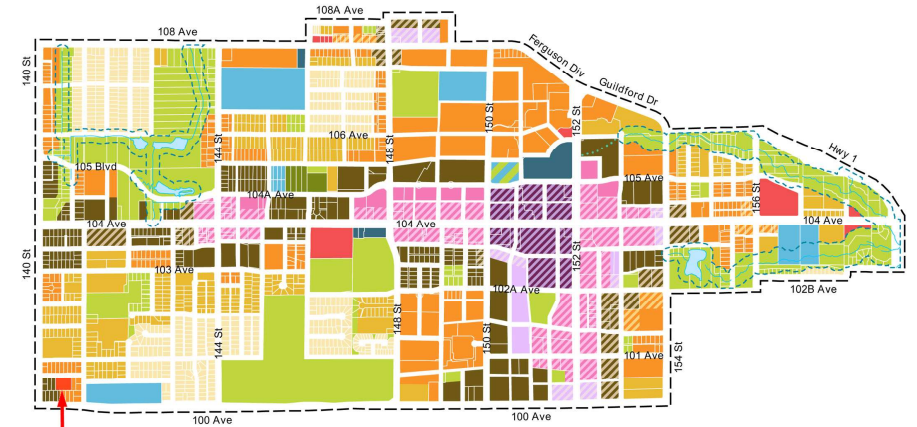 108A Ave
108 Ave
Ferguson Div
Guildford Dr
140 St
150 St
152 St
106 Ave
144 St
148 St
Hwy 1
105 Blvd
105 Ave
104A Ave
156 St
104 Ave
104 Ave
104 Ave
140 St
152 St
103 Ave
102A Ave
102B Ave
148 St
144 St
150 St
154 St
101 Ave
100 Ave
100 Ave